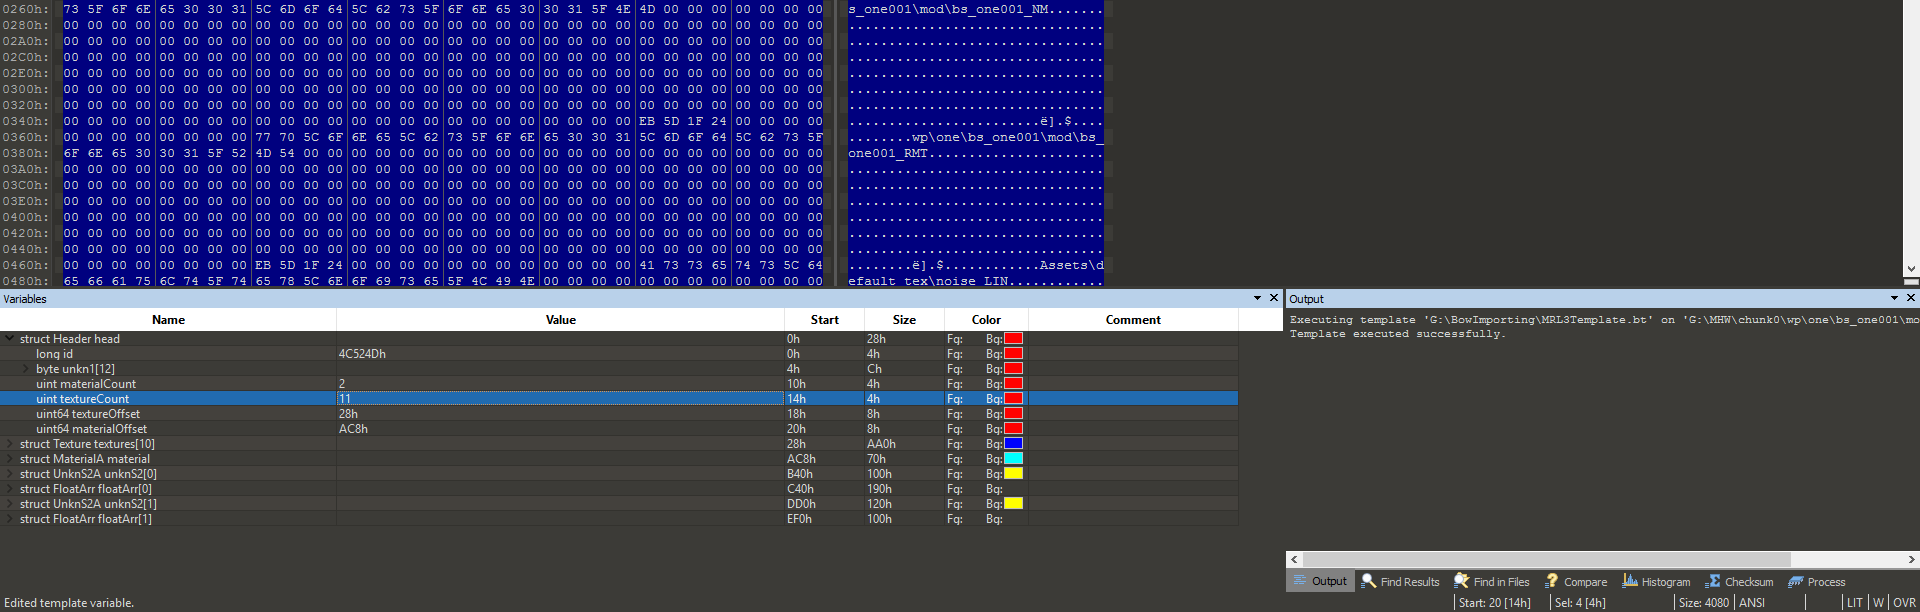 0260h: 73 5F 6F 6E 65 30 30 31 5C 6D 6F 64 5C 62 73 5F 6F 6E 65 30 30 31 5F 4E 4D 00 00 00 00 00 00 00 s_one001\mod\bs_one001_NM.......
0280h: 00 00 00 00 00 00 00 00 00 00 00 00 00 00 00 00 00 00 00 00 00 00 00 00 00 00 00 00 00 00 00 00 ................................
02A0h: 00 00 00 00 00 00 00 00 00 00 00 00 00 00 00 00 00 00 00 00 00 00 00 00 00 00 00 00 00 00 00 00 ................................
02C0h: 00 00 00 00 00 00 00 00 00 00 00 00 00 00 00 00 00 00 00 00 00 00 00 00 00 00 00 00 00 00 00 00 ................................
02E0h: 00 00 00 00 00 00 00 00 00 00 00 00 00 00 00 00 00 00 00 00 00 00 00 00 00 00 00 00 00 00 00 00 ................................
0300h: 00 00 00 00 00 00 00 00 00 00 00 00 00 00 00 00 00 00 00 00 00 00 00 00 00 00 00 00 00 00 00 00 ................................
0320h: 00 00 00 00 00 00 00 00 00 00 00 00 00 00 00 00 00 00 00 00 00 00 00 00 00 00 00 00 00 00 00 00 ................................
0340h: 00 00 00 00 00 00 00 00 00 00 00 00 00 00 00 00 00 00 00 00 00 00 00 00 EB 5D 1F 24 00 00 00 00 ........................ë].$....
0360h: 00 00 00 00 00 00 00 00 77 70 5C 6F 6E 65 5C 62 73 5F 6F 6E 65 30 30 31 5C 6D 6F 64 5C 62 73 5F ........wp\one\bs_one001\mod\bs_
0380h: 6F 6E 65 30 30 31 5F 52 4D 54 00 00 00 00 00 00 00 00 00 00 00 00 00 00 00 00 00 00 00 00 00 00 one001_RMT......................
03A0h: 00 00 00 00 00 00 00 00 00 00 00 00 00 00 00 00 00 00 00 00 00 00 00 00 00 00 00 00 00 00 00 00 ................................
03C0h: 00 00 00 00 00 00 00 00 00 00 00 00 00 00 00 00 00 00 00 00 00 00 00 00 00 00 00 00 00 00 00 00 ................................
03E0h: 00 00 00 00 00 00 00 00 00 00 00 00 00 00 00 00 00 00 00 00 00 00 00 00 00 00 00 00 00 00 00 00 ................................
0400h: 00 00 00 00 00 00 00 00 00 00 00 00 00 00 00 00 00 00 00 00 00 00 00 00 00 00 00 00 00 00 00 00 ................................
0420h: 00 00 00 00 00 00 00 00 00 00 00 00 00 00 00 00 00 00 00 00 00 00 00 00 00 00 00 00 00 00 00 00 ................................
0440h: 00 00 00 00 00 00 00 00 00 00 00 00 00 00 00 00 00 00 00 00 00 00 00 00 00 00 00 00 00 00 00 00 ................................
0460h: 00 00 00 00 00 00 00 00 EB 5D 1F 24 00 00 00 00 00 00 00 00 00 00 00 00 41 73 73 65 74 73 5C 64 ........ë].$............Assets\d
0480h: 65 66 61 75 6C 74 5F 74 65 78 5C 6E 6F 69 73 65 5F 4C 49 4E 00 00 00 00 00 00 00 00 00 00 00 00 efault_tex\noise_LIN............
Variables
Name Value Start Size Color Comment
struct Header head 0h 28h Fg: Bg:
long id 4C524Dh 0h 4h Fg: Bg:
byte unkn1[12] 4h Ch Fg: Bg:
uint materialCount 2 10h 4h Fg: Bg:
uint textureCount 11 14h 4h Fg: Bg:
uint64 textureOffset 28h 18h 8h Fg: Bg:
uint64 materialOffset AC8h 20h 8h Fg: Bg:
struct Texture textures[10] 28h AA0h Fg: Bg:
struct MaterialA material AC8h 70h Fg: Bg:
struct UnknS2A unknS2[0] B40h 100h Fg: Bg:
struct FloatArr floatArr[0] C40h 190h Fg: Bg:
struct UnknS2A unknS2[1] DD0h 120h Fg: Bg:
struct FloatArr floatArr[1] EF0h 100h Fg: Bg:
Output
Executing template 'G:\BowImporting\MRL3Template.bt' on 'G:\MHW\chunk0\wp\one\bs_one001\mo
Template executed successfully.
Output Find Results Find in Files Compare Histogram Checksum Process
Edited template variable. Start: 20 [14h] Sel: 4 [4h] Size: 4080 ANSI LIT W OVR